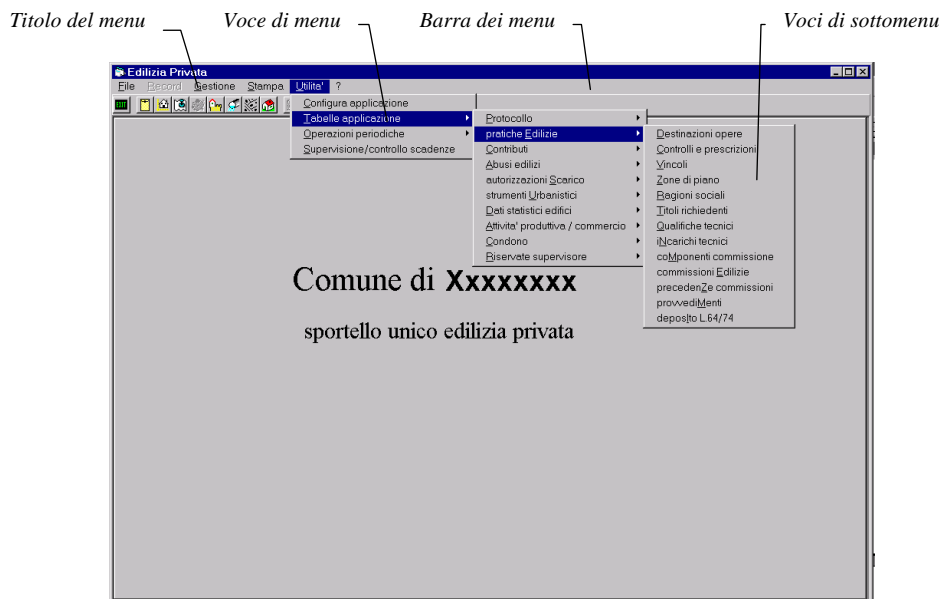 Titolo del menu Voce di menu Barra dei menu Voci di sottomenu
Edilizia Privata
File Record Gestione Stampa Utilita' ?
Configura applicazione
Tabelle applicazione
Operazioni periodiche
Supervisione/controllo scadenze
Protocollo
pratiche Edilizie
Contributi
Abusi edilizi
autorizzazioni Scarico
strumenti Urbanistici
Dati statistici edifici
Attivita' produttiva / commercio
Condono
Riservate supervisore
Destinazioni opere
Controlli e prescrizioni
Vincoli
Zone di piano
Ragioni sociali
Titoli richiedenti
Qualifiche tecnici
iNcarichi tecnici
coMponenti commissione
commissioni Edilizie
precedenZe commissioni
provvediMenti
deposIto L.64/74
Comune di Xxxxxxxx
sportello unico edilizia privata